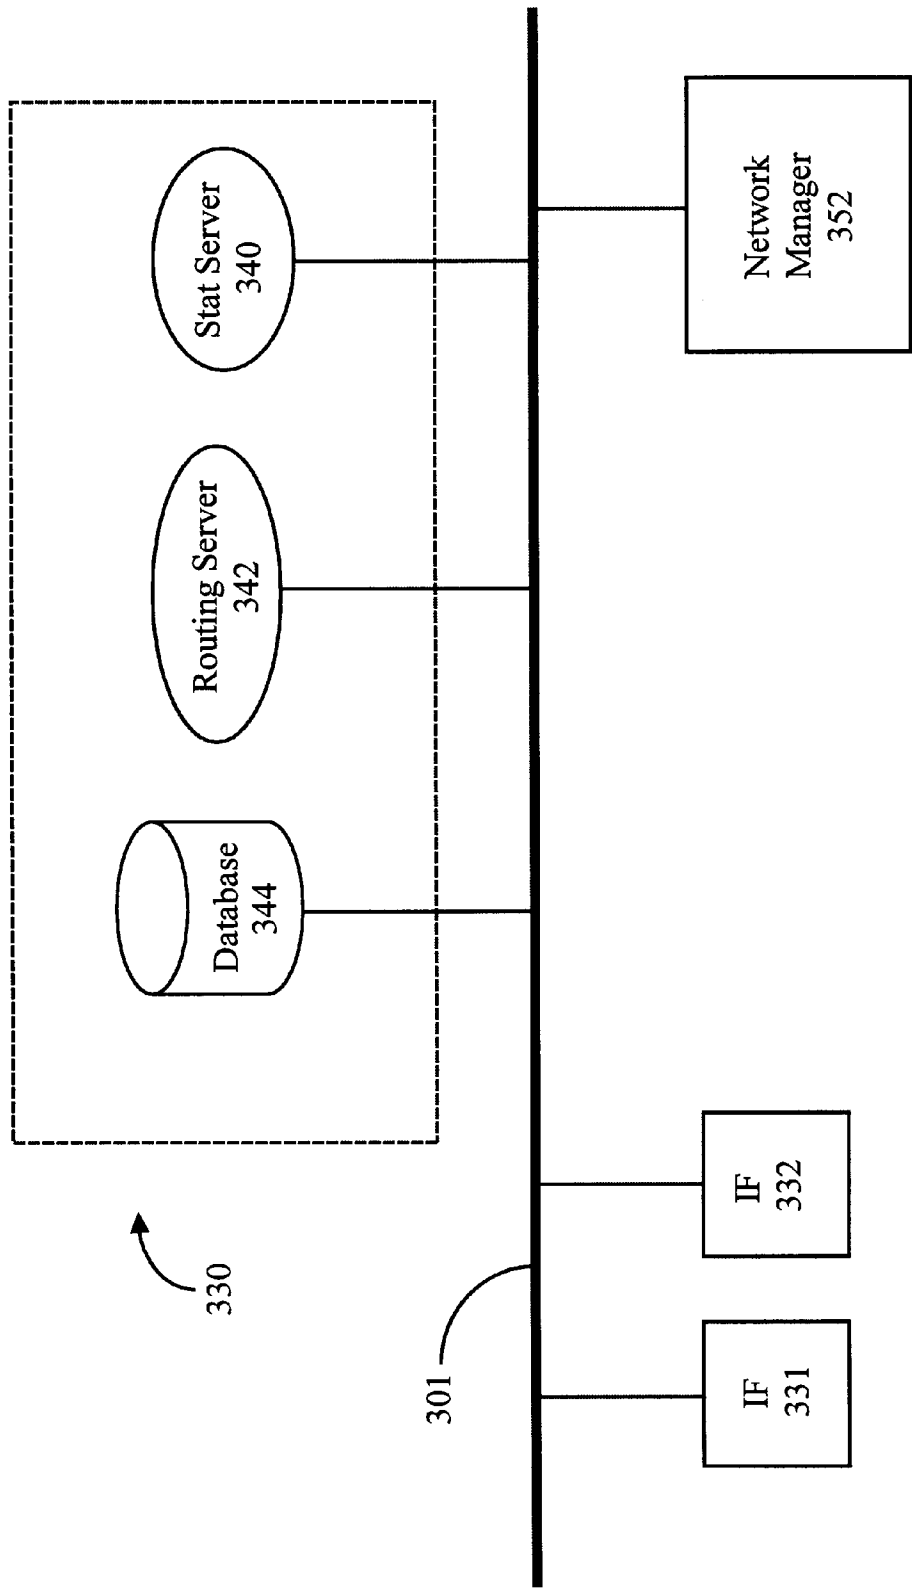 330
Database
344
Routing Server
342
Stat Server
340
301
IF
331
IF
332
Network
Manager
352